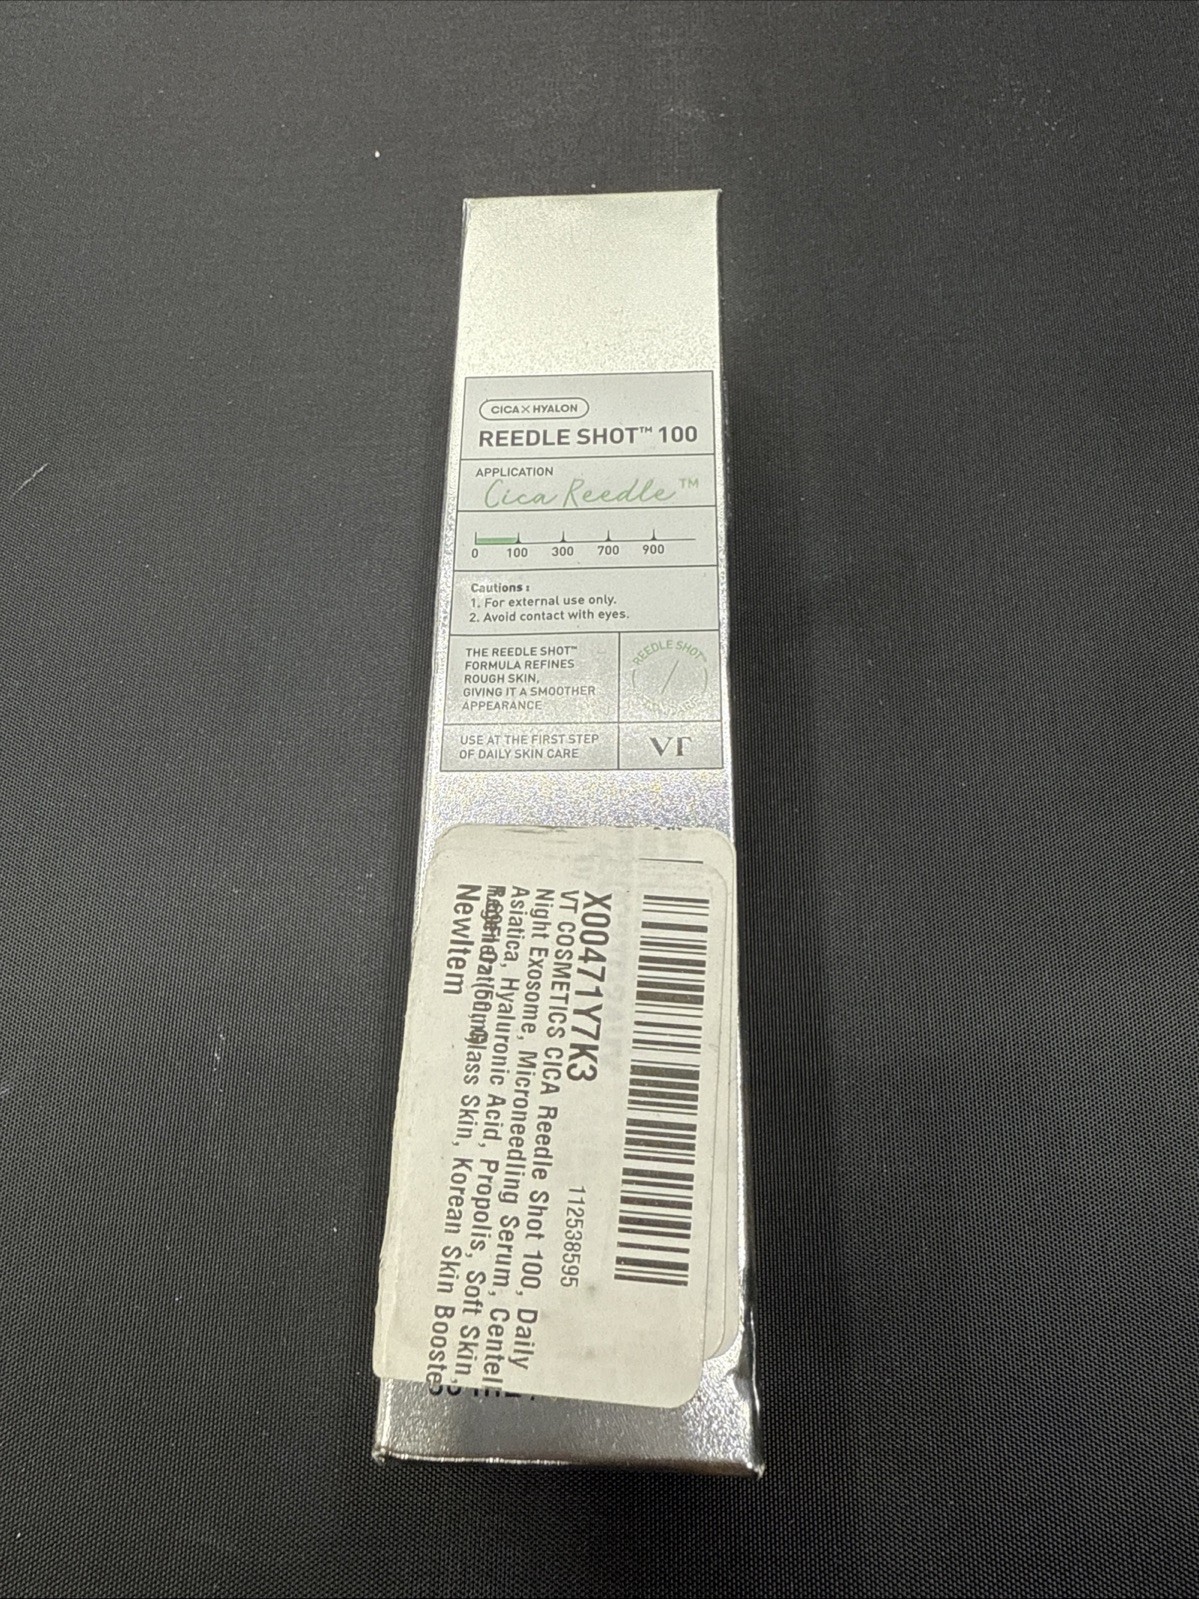 CICA×HYALON
REEDLE SHOT™ 100
APPLICATION
Cica Reedle™
0 100 300 700 900
Cautions :
1. For external use only.
2. Avoid contact with eyes.
THE REEDLE SHOT™
FORMULA REFINES
ROUGH SKIN,
GIVING IT A SMOOTHER
APPEARANCE
REEDLE SHOT™
USE AT THE FIRST STEP
OF DAILY SKIN CARE
VT
X00471Y7K3
112538595
VT COSMETICS CICA Reedle Shot 100, Daily
Night Exosome, Microneedling Serum, Centell
Asiatica, Hyaluronic Acid, Propolis, Soft Skin,
Glass Skin, Korean Skin Booste
NewItem